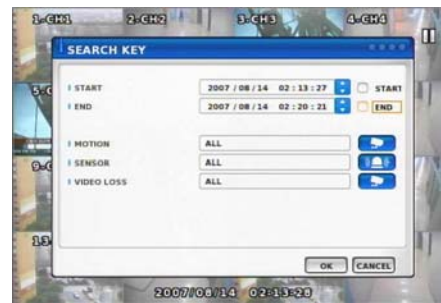 1-CH1 2-CH2 3-CH3 4-CH4
SEARCH KEY
START 2007 / 08 / 14 02 : 13 : 27 START
END 2007 / 08 / 14 02 : 20 : 21 END
MOTION ALL
SENSOR ALL
VIDEO LOSS ALL
OK CANCEL
2007/08/14 02:13:28